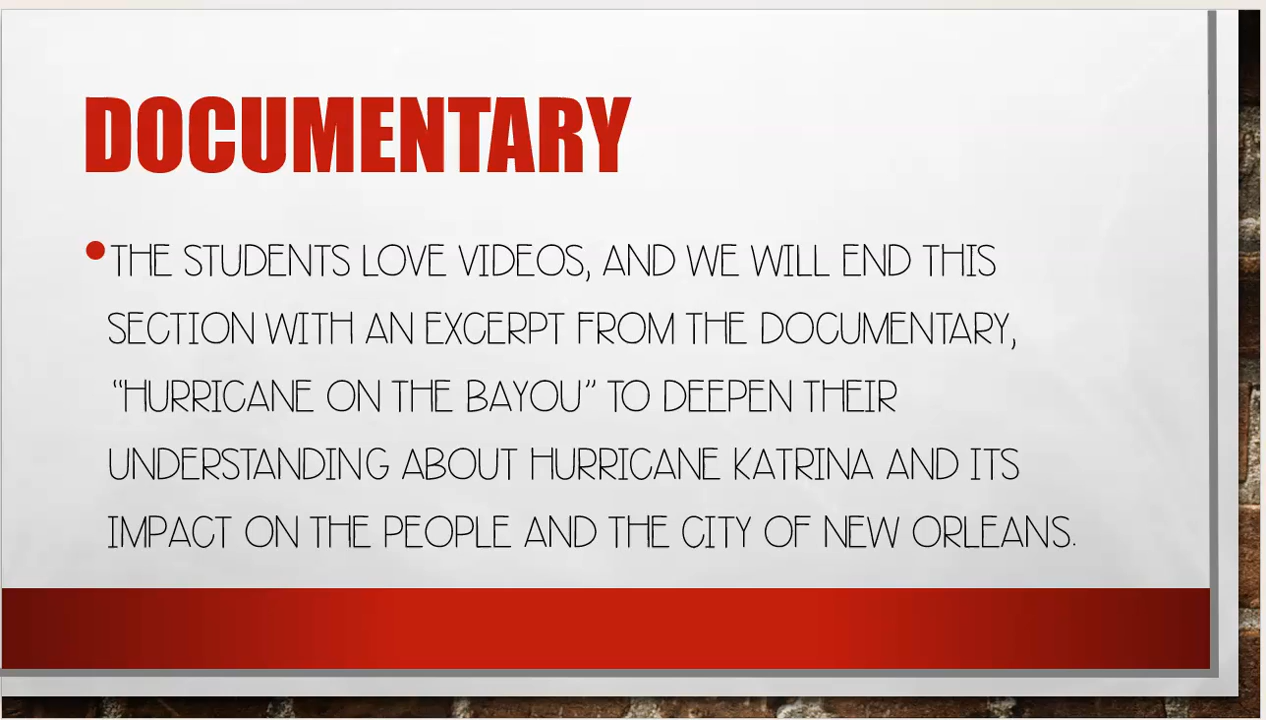 DOCUMENTARY
•THE STUDENTS LOVE VIDEOS, AND WE WILL END THIS
SECTION WITH AN EXCERPT FROM THE DOCUMENTARY,
“HURRICANE ON THE BAYOU” TO DEEPEN THEIR
UNDERSTANDING ABOUT HURRICANE KATRINA AND ITS
IMPACT ON THE PEOPLE AND THE CITY OF NEW ORLEANS.